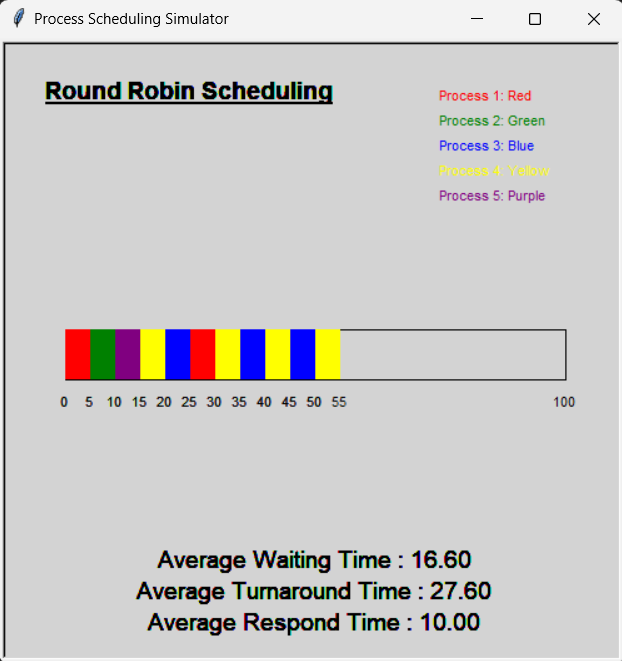 Process Scheduling Simulator
Round Robin Scheduling
Process 1: Red
Process 2: Green
Process 3: Blue
Process 4: Yellow
Process 5: Purple
0 5 10 15 20 25 30 35 40 45 50 55 100
Average Waiting Time : 16.60
Average Turnaround Time : 27.60
Average Respond Time : 10.00